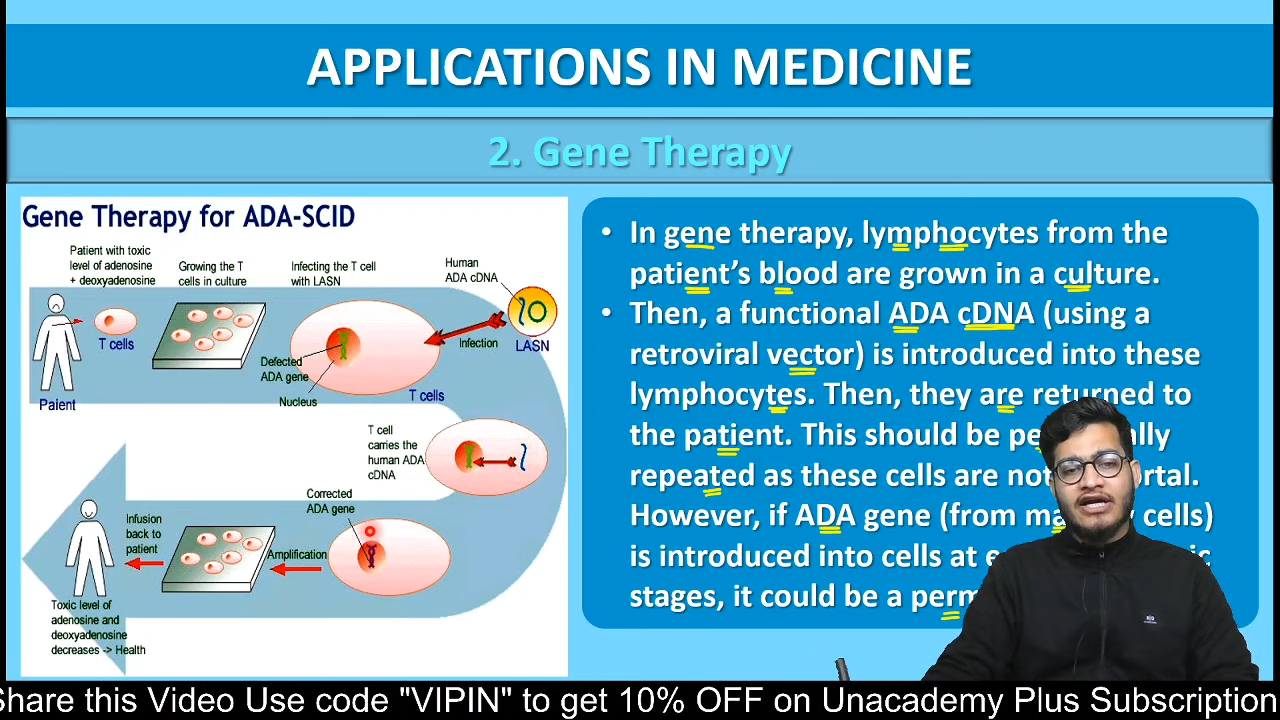 APPLICATIONS IN MEDICINE
2. Gene Therapy
Gene Therapy for ADA-SCID
Patient with toxic
level of adenosine
+ deoxyadenosine
Growing the T
cells in culture
Infecting the T cell
with LASN
Human
ADA cDNA
T cells
Defected
ADA gene
Nucleus
Infection
LASN
T cells
Paient
T cell
carries the
human ADA
cDNA
Corrected
ADA gene
Infusion
back to
patient
Amplification
Toxic level of
adenosine and
deoxyadenosine
decreases -> Health
• In gene therapy, lymphocytes from the
patient's blood are grown in a culture.
• Then, a functional ADA cDNA (using a
retroviral vector) is introduced into these
lymphocytes. Then, they are returned to
the patient. This should be
repeated as these cells are not
However, if ADA gene (from cells)
is introduced into cells at
stages, it could be a
Share this Video Use code "VIPIN" to get 10% OFF on Unacademy Plus Subscription